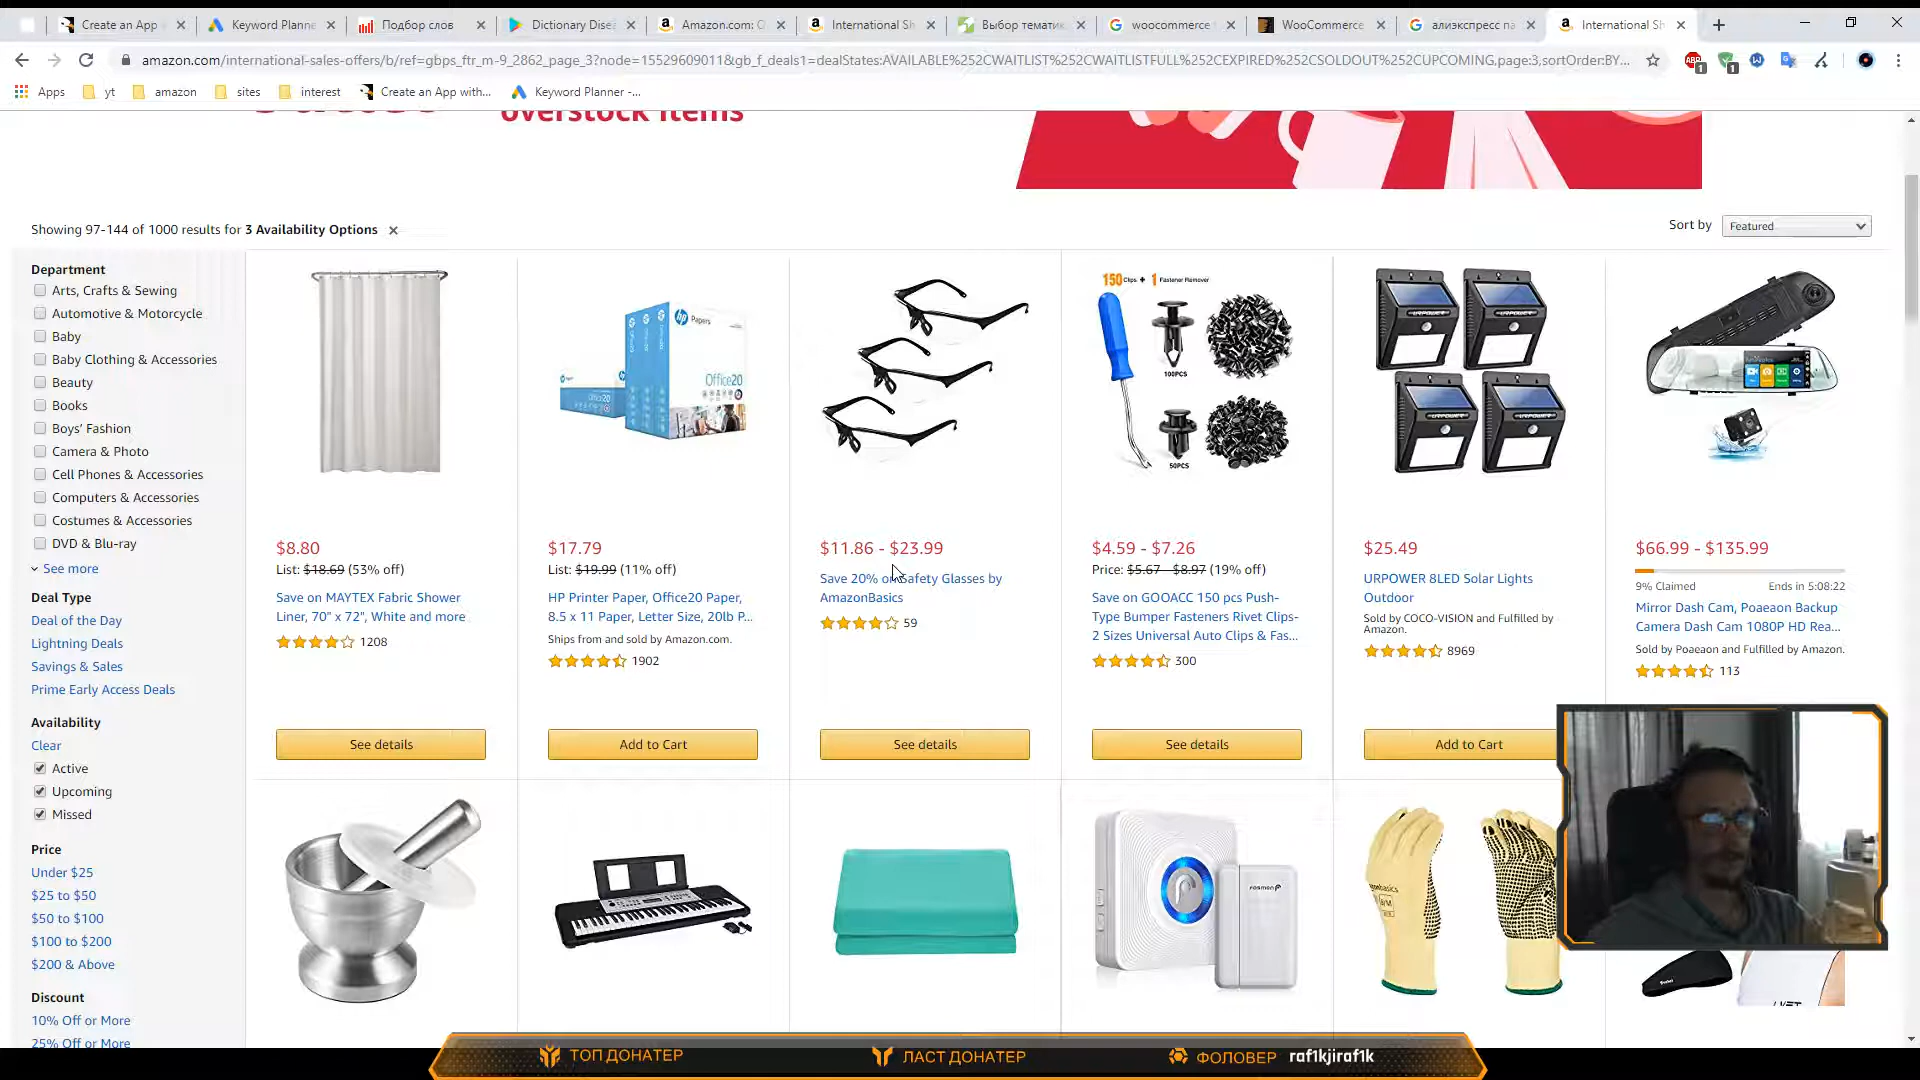 Create an App
Keyword Planne
Подбор слов
Dictionary Dise
Amazon.com: O
International Sh
Выбор тематик
woocommerce
WooCommerce
алиэкспресс па
International Sh
amazon.com/international-sales-offers/b/ref=gbps_ftr_m-9_2862_page_3?node=15529609011&gb_f_deals1=dealStates:AVAILABLE%252CWAITLIST%252CWAITLISTFULL%252CEXPIRED%252CSOLDOUT%252CUPCOMING,page:3,sortOrder:BY...
Apps
yt
amazon
sites
interest
Create an App with...
Keyword Planner -...
overstock items
Showing 97-144 of 1000 results for 3 Availability Options
Sort by
Featured
Department
Arts, Crafts & Sewing
Automotive & Motorcycle
Baby
Baby Clothing & Accessories
Beauty
Books
Boys' Fashion
Camera & Photo
Cell Phones & Accessories
Computers & Accessories
Costumes & Accessories
DVD & Blu-ray
See more
Deal Type
Deal of the Day
Lightning Deals
Savings & Sales
Prime Early Access Deals
Availability
Clear
Active
Upcoming
Missed
Price
Under $25
$25 to $50
$50 to $100
$100 to $200
$200 & Above
Discount
10% Off or More
25% Off or More
$8.80
List: $18.69 (53% off)
Save on MAYTEX Fabric Shower
Liner, 70" x 72", White and more
1208
See details
hp Papers
Office20
$17.79
List: $19.99 (11% off)
HP Printer Paper, Office20 Paper,
8.5 x 11 Paper, Letter Size, 20lb P...
Ships from and sold by Amazon.com.
1902
Add to Cart
$11.86 - $23.99
Save 20% on Safety Glasses by
AmazonBasics
59
See details
150 Clips + 1 Fastener Remover
100PCS
50PCS
$4.59 - $7.26
Price: $5.67 - $8.97 (19% off)
Save on GOOACC 150 pcs Push-
Type Bumper Fasteners Rivet Clips-
2 Sizes Universal Auto Clips & Fas...
300
See details
URPOWER
URPOWER
URPOWER
URPOWER
$25.49
URPOWER 8LED Solar Lights
Outdoor
Sold by COCO-VISION and Fulfilled by
Amazon.
8969
Add to Cart
$66.99 - $135.99
9% Claimed
Ends in 5:08:22
Mirror Dash Cam, Poaeaon Backup
Camera Dash Cam 1080P HD Rea...
Sold by Poaeaon and Fulfilled by Amazon.
113
ТОП ДОНАТЕР
ЛАСТ ДОНАТЕР
ФОЛОВЕР
raf1kjiraf1k